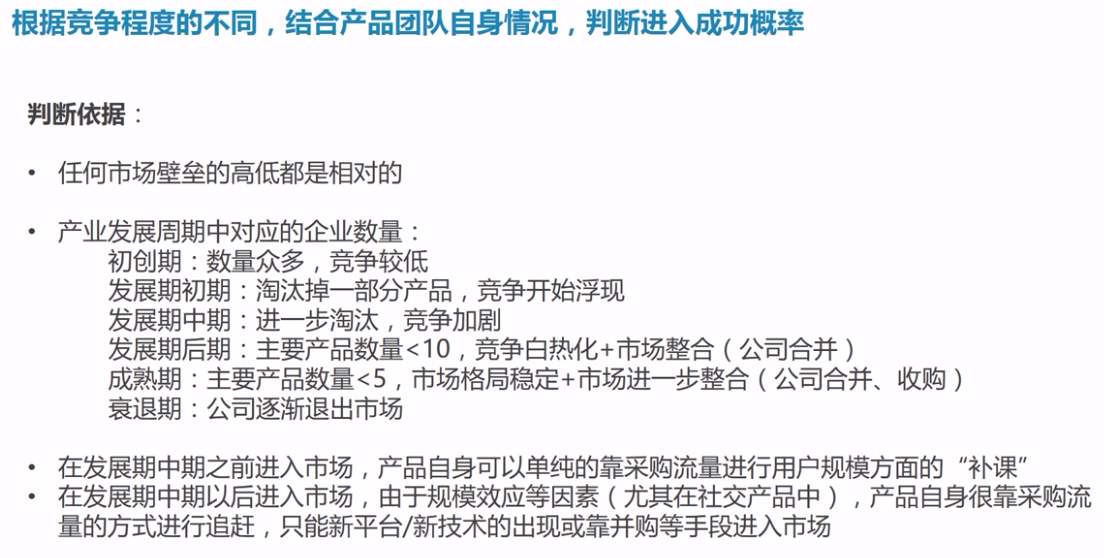 根据竞争程度的不同，结合产品团队自身情况，判断进入成功概率
判断依据：
• 任何市场壁垒的高低都是相对的
• 产业发展周期中对应的企业数量：
初创期：数量众多，竞争较低
发展期初期：淘汰掉一部分产品，竞争开始浮现
发展期中期：进一步淘汰，竞争加剧
发展期后期：主要产品数量<10，竞争白热化+市场整合（公司合并）
成熟期：主要产品数量<5，市场格局稳定+市场进一步整合（公司合并、收购）
衰退期：公司逐渐退出市场
• 在发展期中期之前进入市场，产品自身可以单纯的靠采购流量进行用户规模方面的“补课”
• 在发展期中期以后进入市场，由于规模效应等因素（尤其在社交产品中），产品自身很靠采购流
量的方式进行追赶，只能新平台/新技术的出现或靠并购等手段进入市场